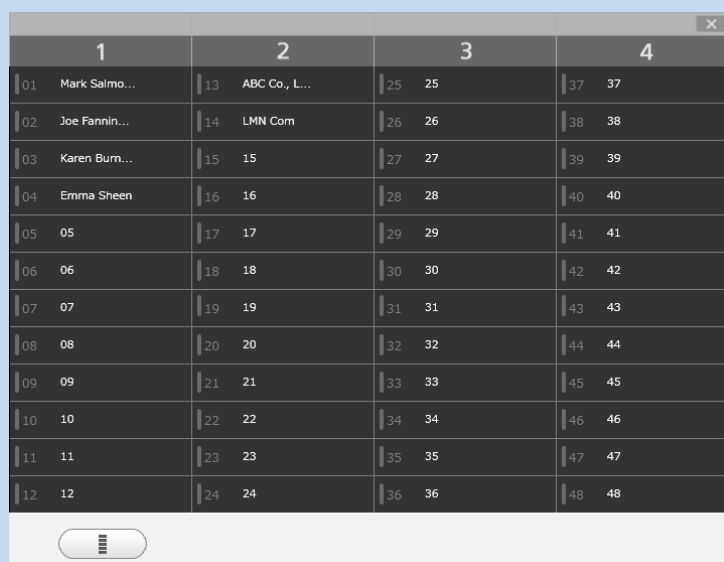 1 2 3 4
01 Mark Salmo... 13 ABC Co., L... 25 25 37 37
02 Joe Fannin... 14 LMN Com 26 26 38 38
03 Karen Burn... 15 15 27 27 39 39
04 Emma Sheen 16 16 28 28 40 40
05 05 17 17 29 29 41 41
06 06 18 18 30 30 42 42
07 07 19 19 31 31 43 43
08 08 20 20 32 32 44 44
09 09 21 21 33 33 45 45
10 10 22 22 34 34 46 46
11 11 23 23 35 35 47 47
12 12 24 24 36 36 48 48